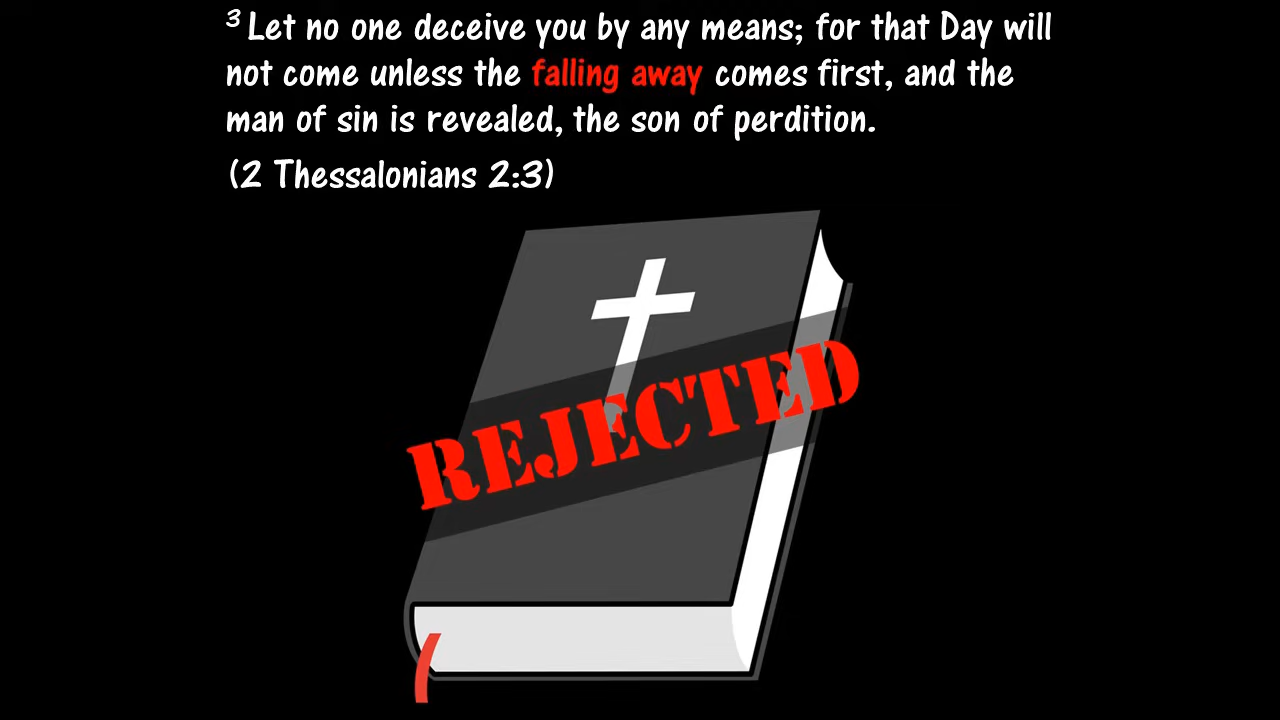 ³ Let no one deceive you by any means; for that Day will
not come unless the falling away comes first, and the
man of sin is revealed, the son of perdition.
(2 Thessalonians 2:3)
REJECTED